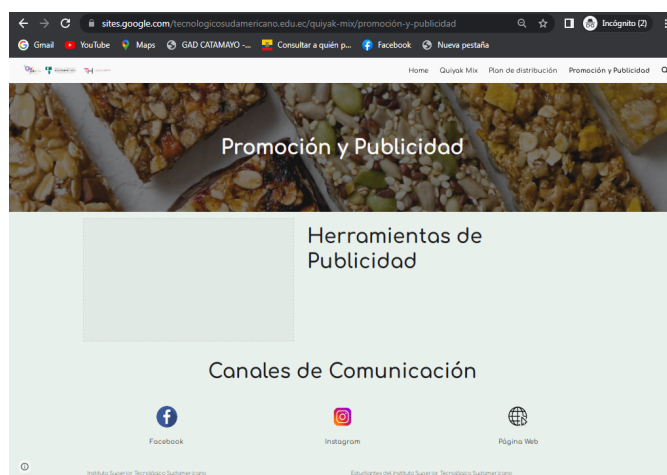 sites.google.com/tecnologicosudamericano.edu.ec/quiyak-mix/promoción-y-publicidad
Incógnito (2)
Gmail YouTube Maps GAD CATAMAYO -... Consultar a quién p... Facebook Nueva pestaña
Home Quiyak Mix Plan de distribución Promoción y Publicidad
Promoción y Publicidad
Herramientas de
Publicidad
Canales de Comunicación
Facebook Instagram Página Web
Instituto Superior Tecnológico Sudamericano Estudiantes del Instituto Superior Tecnológico Sudamericano